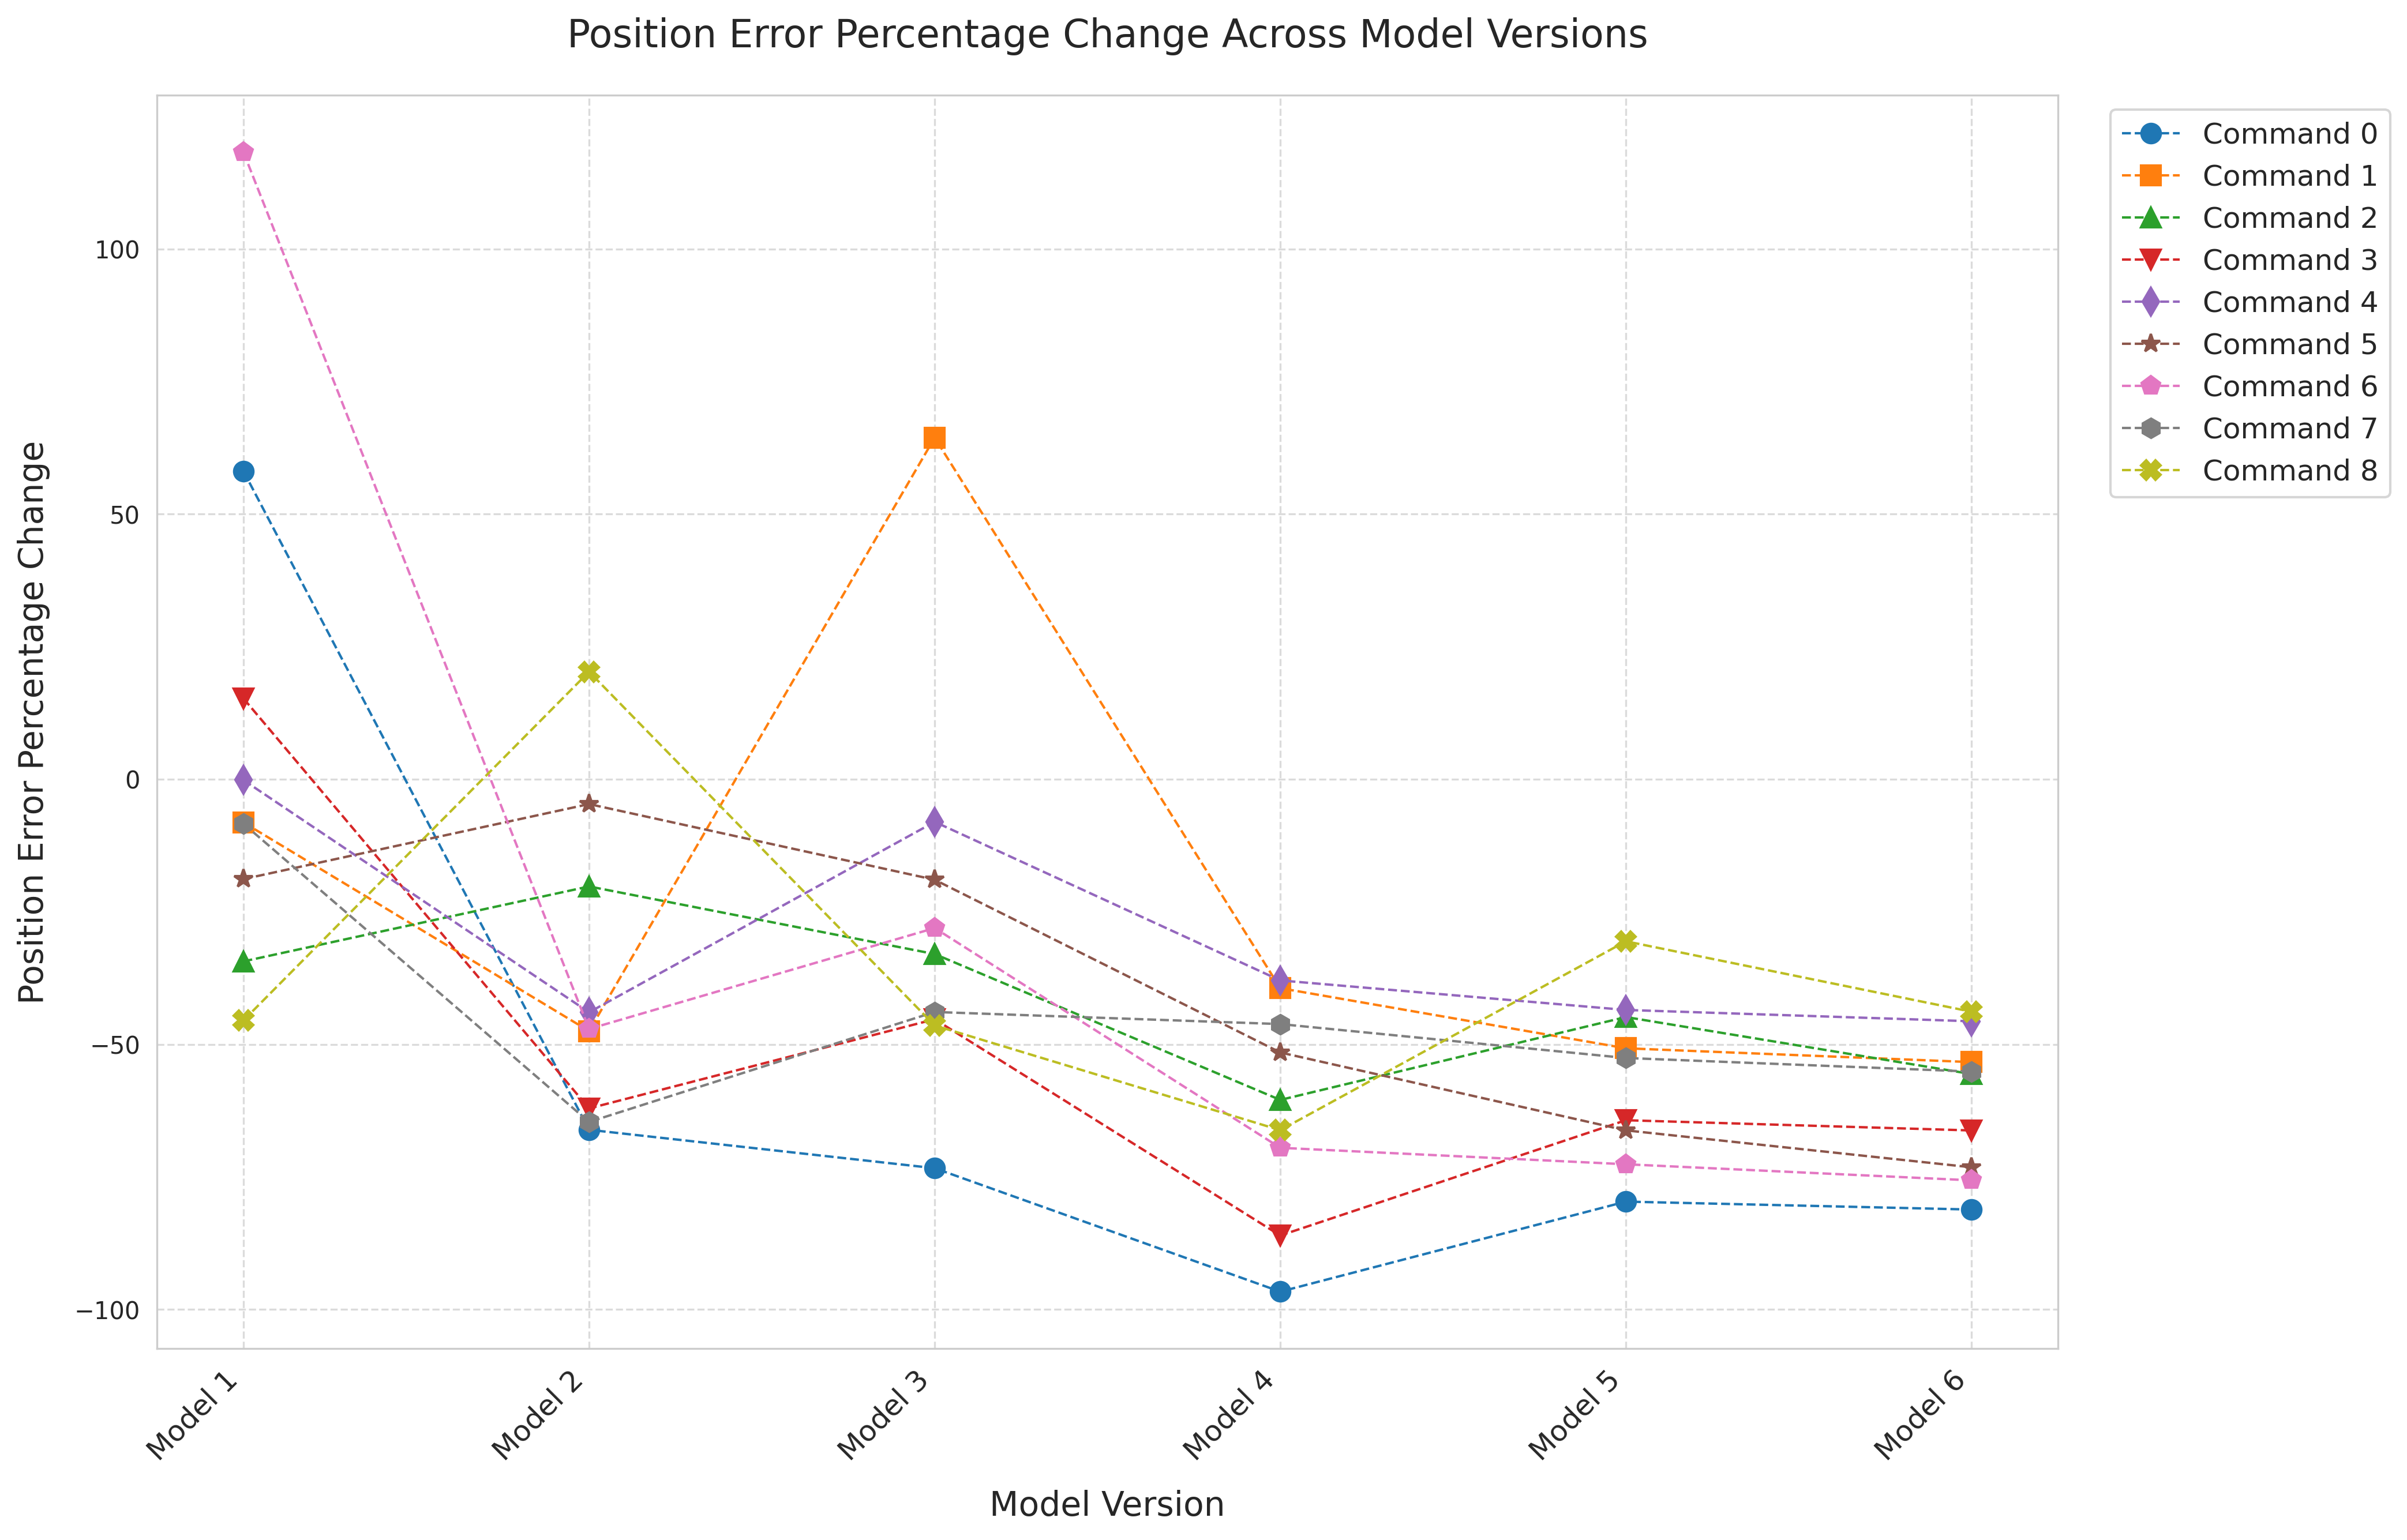 Position Error Percentage Change Across Model Versions
Position Error Percentage Change
100
50
0
−50
−100
Model 1
Model 2
Model 3
Model 4
Model 5
Model 6
Model Version
Command 0
Command 1
Command 2
Command 3
Command 4
Command 5
Command 6
Command 7
Command 8